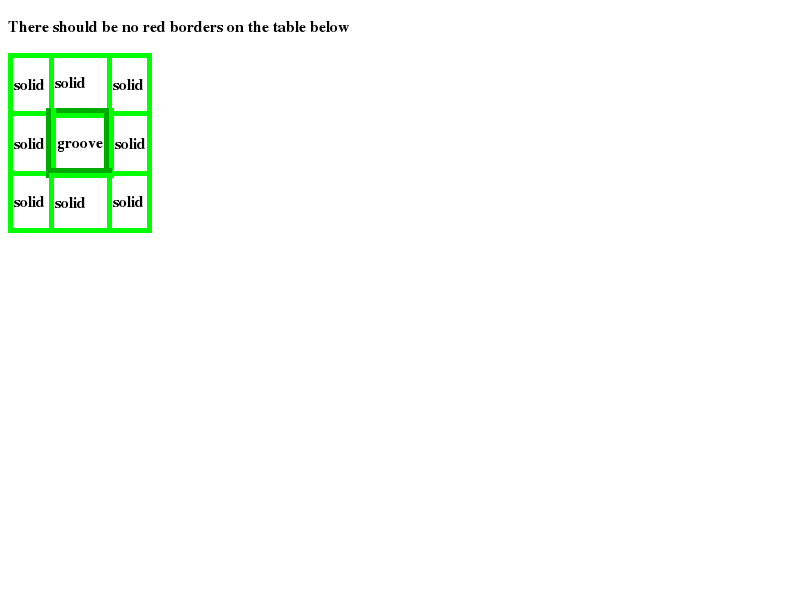 There should be no red borders on the table below
solid solid solid
solid groove solid
solid solid solid